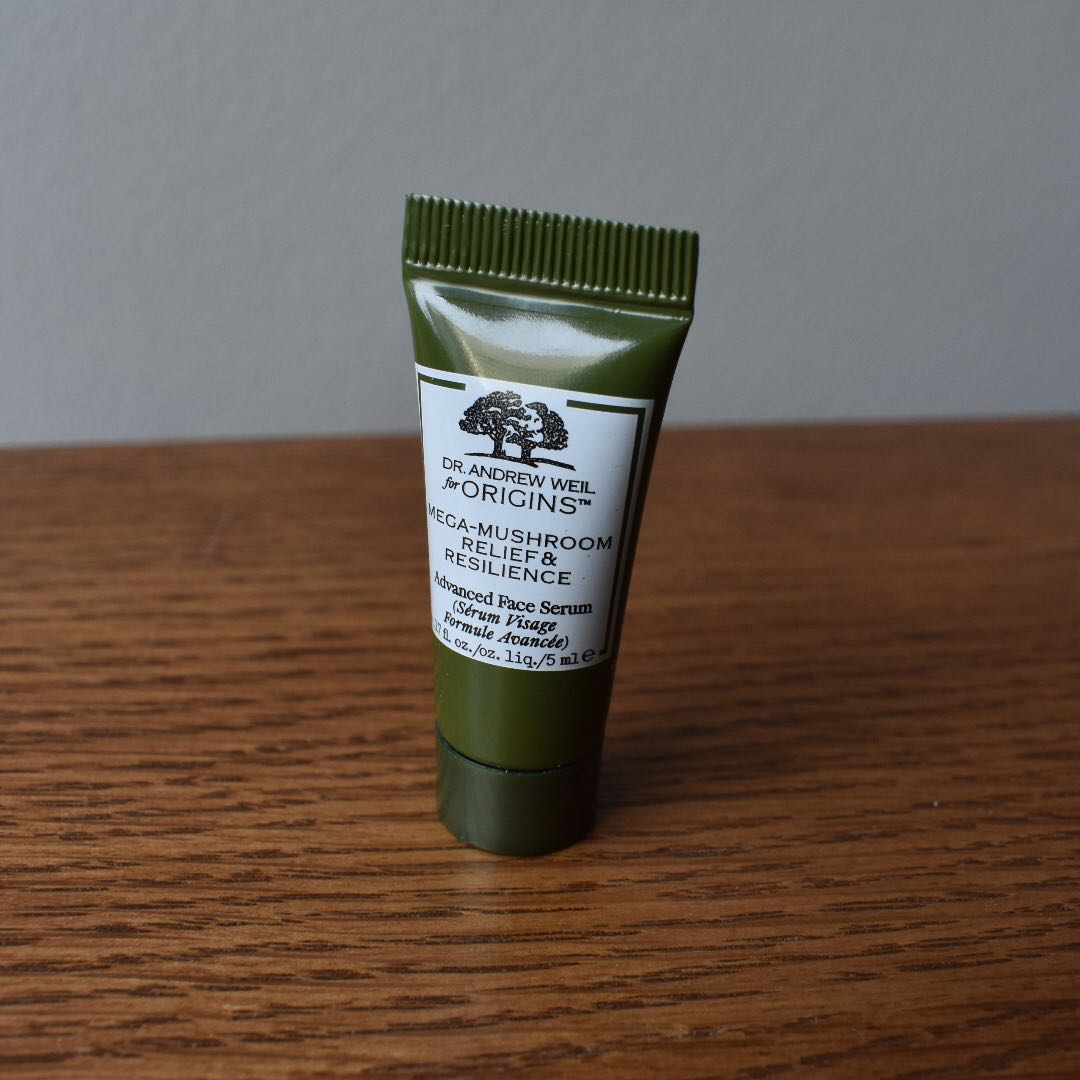 DR. ANDREW WEIL
for ORIGINS™
MEGA-MUSHROOM
RELIEF &
RESILIENCE
Advanced Face Serum
(Sérum Visage
Formule Avancée)
.17 fl. oz./oz. liq./5 ml e